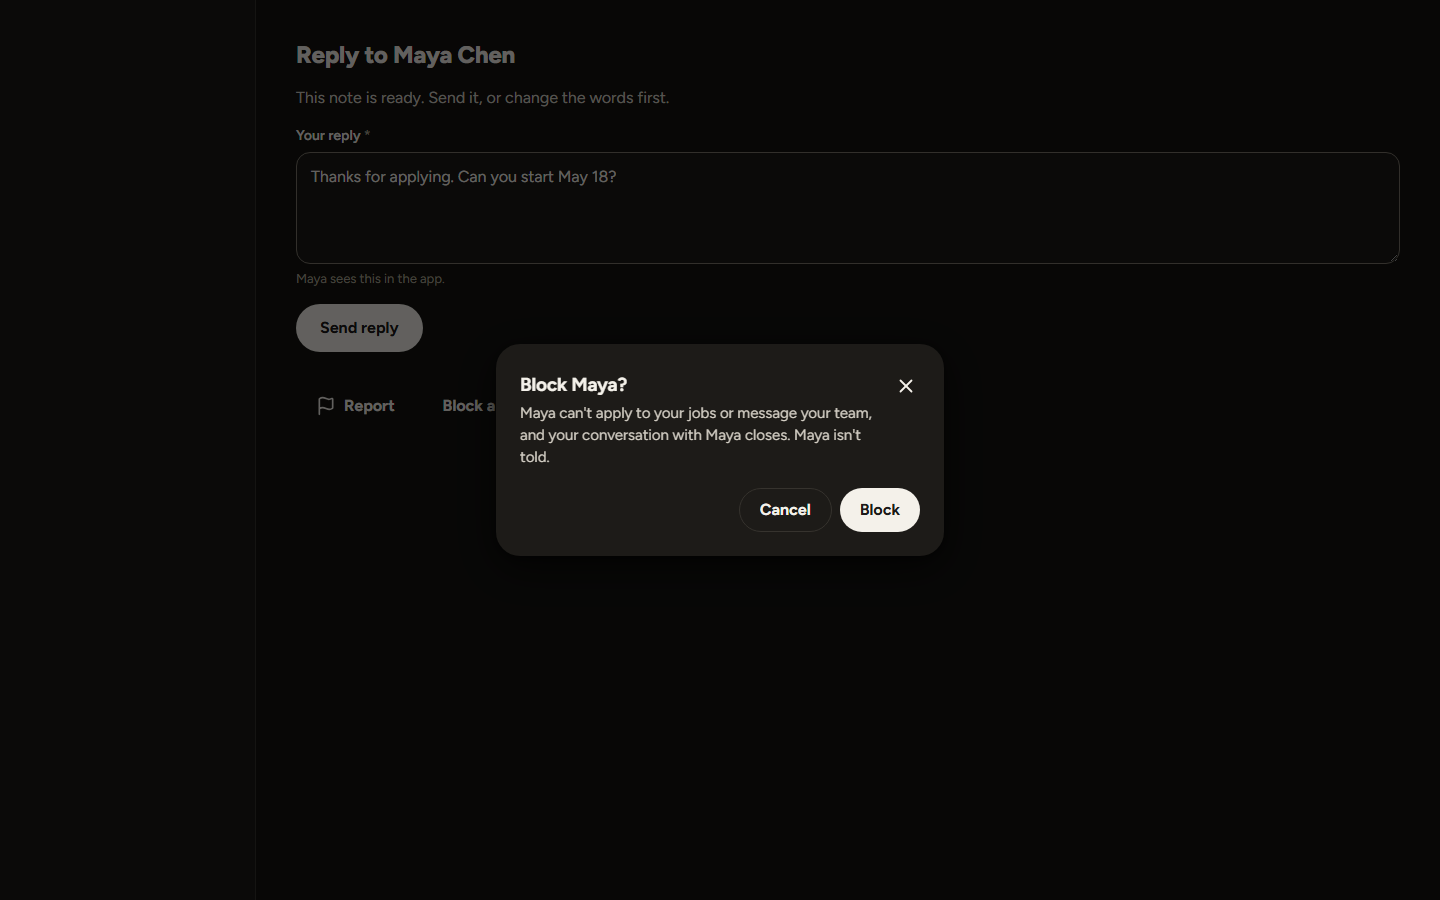 Reply to Maya Chen
This note is ready. Send it, or change the words first.
Your reply *
Thanks for applying. Can you start May 18?
Maya sees this in the app.
Send reply
Report
Block a
Block Maya?
Maya can't apply to your jobs or message your team,
and your conversation with Maya closes. Maya isn't
told.
Cancel
Block